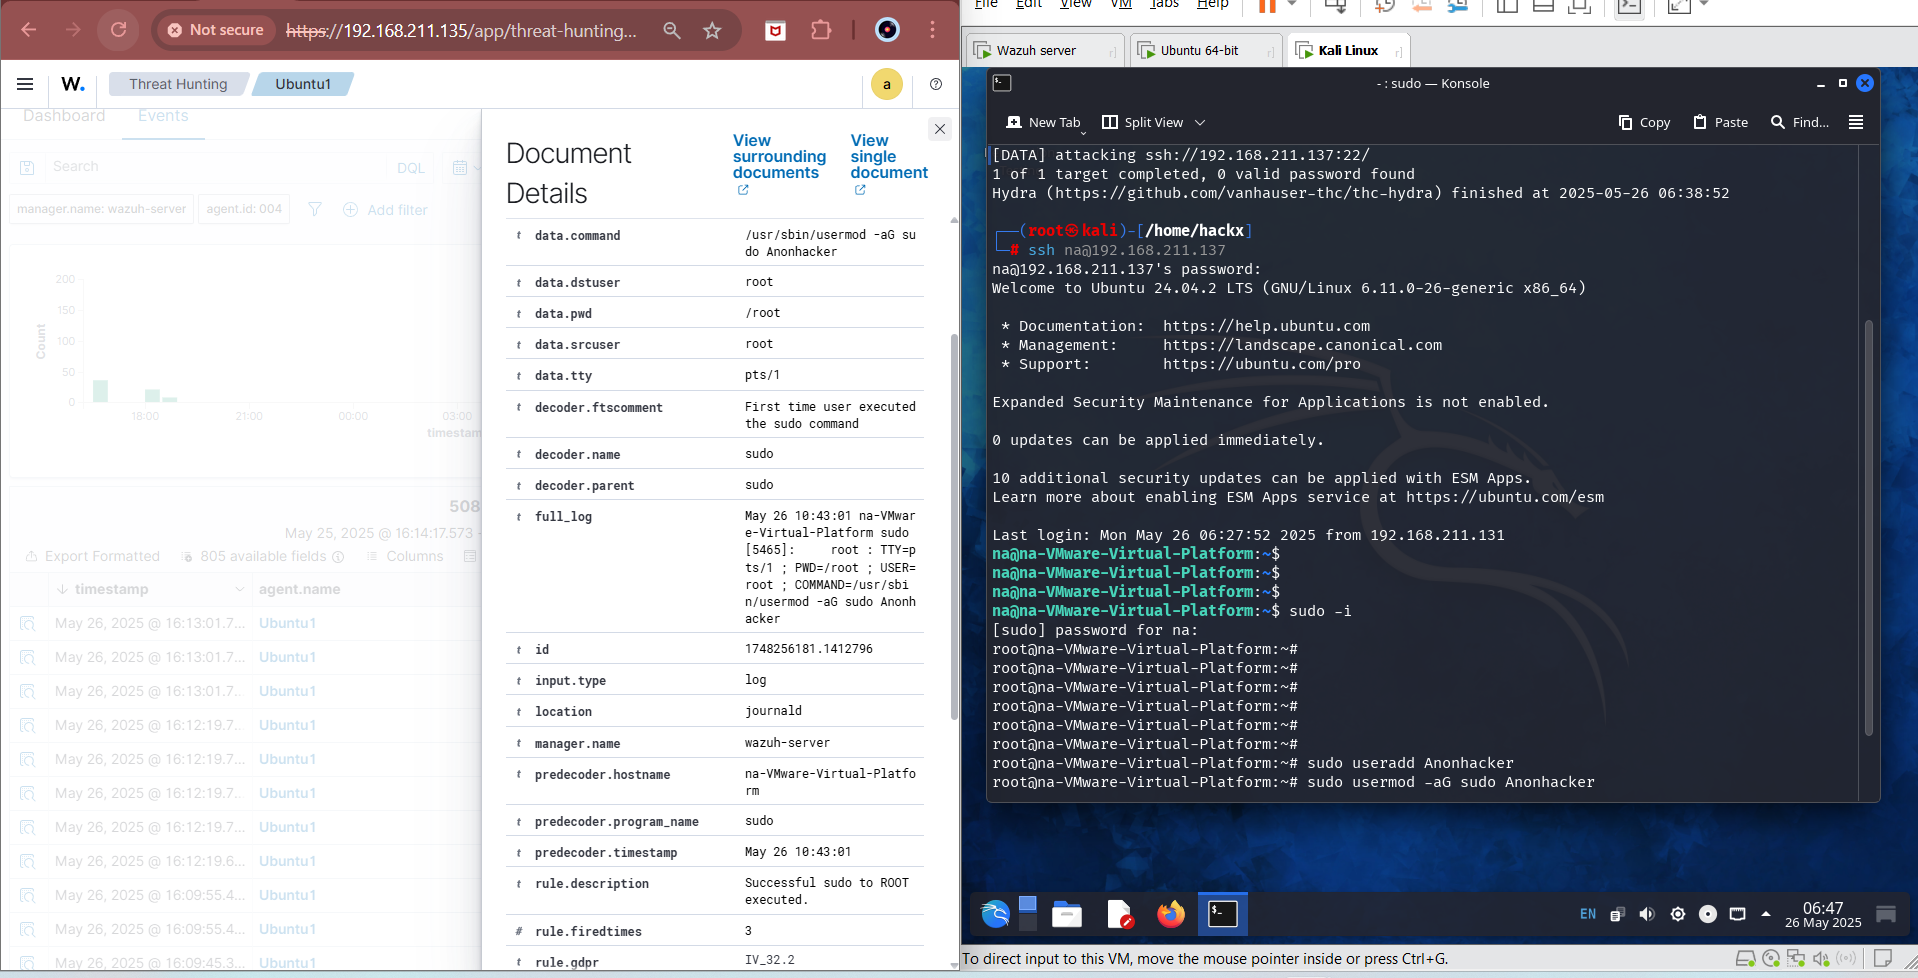 Not secure
https://192.168.211.135/app/threat-hunting...
W.
Threat Hunting
Ubuntu1
a
Dashboard
Events
Search
DQL
manager.name: wazuh-server
agent.id: 004
Add filter
200
150
100
50
0
Count
18:00
21:00
00:00
03:00
timestam
508
May 25, 2025 @ 16:14:17.573 -
Export Formatted
805 available fields
Columns
timestamp
agent.name
May 26, 2025 @ 16:13:01.7... Ubuntu1
May 26, 2025 @ 16:13:01.7... Ubuntu1
May 26, 2025 @ 16:13:01.7... Ubuntu1
May 26, 2025 @ 16:12:19.7... Ubuntu1
May 26, 2025 @ 16:12:19.7... Ubuntu1
May 26, 2025 @ 16:12:19.7... Ubuntu1
May 26, 2025 @ 16:12:19.7... Ubuntu1
May 26, 2025 @ 16:12:19.6... Ubuntu1
May 26, 2025 @ 16:09:55.4... Ubuntu1
May 26, 2025 @ 16:09:55.4... Ubuntu1
May 26, 2025 @ 16:09:45.3... Ubuntu1
Document
Details
View
surrounding
documents
View
single
document
t data.command /usr/sbin/usermod -aG su
do Anonhacker
t data.dstuser root
t data.pwd /root
t data.srcuser root
t data.tty pts/1
t decoder.ftscomment First time user executed
the sudo command
t decoder.name sudo
t decoder.parent sudo
t full_log May 26 10:43:01 na-VMwar
e-Virtual-Platform sudo
[5465]: root : TTY=p
ts/1 ; PWD=/root ; USER=
root ; COMMAND=/usr/sbi
n/usermod -aG sudo Anonh
acker
t id 1748256181.1412796
t input.type log
t location journald
t manager.name wazuh-server
t predecoder.hostname na-VMware-Virtual-Platfo
rm
t predecoder.program_name sudo
t predecoder.timestamp May 26 10:43:01
t rule.description Successful sudo to ROOT
executed.
# rule.firedtimes 3
t rule.gdpr IV_32.2
File Edit View VM Tabs Help
Wazuh server
Ubuntu 64-bit
Kali Linux
- : sudo — Konsole
New Tab
Split View
Copy
Paste
Find...
[DATA] attacking ssh://192.168.211.137:22/
1 of 1 target completed, 0 valid password found
Hydra (https://github.com/vanhauser-thc/thc-hydra) finished at 2025-05-26 06:38:52
(root㉿kali)-[/home/hackx]
# ssh na@192.168.211.137
na@192.168.211.137's password:
Welcome to Ubuntu 24.04.2 LTS (GNU/Linux 6.11.0-26-generic x86_64)
* Documentation: https://help.ubuntu.com
* Management: https://landscape.canonical.com
* Support: https://ubuntu.com/pro
Expanded Security Maintenance for Applications is not enabled.
0 updates can be applied immediately.
10 additional security updates can be applied with ESM Apps.
Learn more about enabling ESM Apps service at https://ubuntu.com/esm
Last login: Mon May 26 06:27:52 2025 from 192.168.211.131
na@na-VMware-Virtual-Platform:~$
na@na-VMware-Virtual-Platform:~$
na@na-VMware-Virtual-Platform:~$
na@na-VMware-Virtual-Platform:~$ sudo -i
[sudo] password for na:
root@na-VMware-Virtual-Platform:~#
root@na-VMware-Virtual-Platform:~#
root@na-VMware-Virtual-Platform:~#
root@na-VMware-Virtual-Platform:~#
root@na-VMware-Virtual-Platform:~#
root@na-VMware-Virtual-Platform:~#
root@na-VMware-Virtual-Platform:~# sudo useradd Anonhacker
root@na-VMware-Virtual-Platform:~# sudo usermod -aG sudo Anonhacker
EN
06:47
26 May 2025
To direct input to this VM, move the mouse pointer inside or press Ctrl+G.